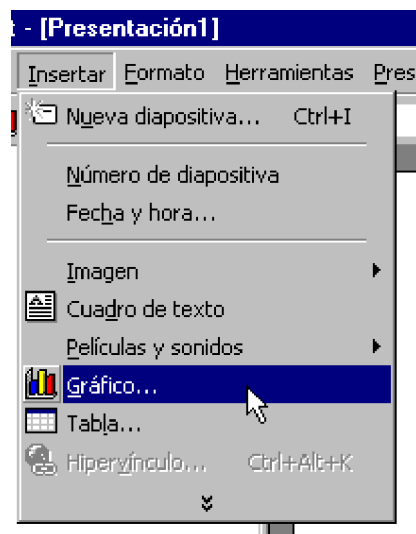 t - [Presentación1]
Insertar Formato Herramientas Pres
Nueva diapositiva... Ctrl+I
Número de diapositiva
Fecha y hora...
Imagen
Cuadro de texto
Películas y sonidos
Gráfico...
Tabla...
Hipervínculo... Ctrl+Alt+K